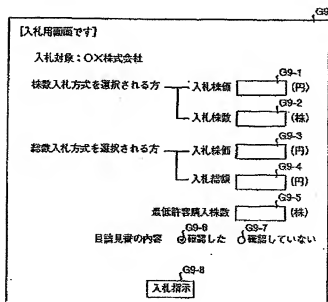 G9
[入札用画面です]
入札対象：〇×株式会社
G9-1
株数入札方式を選択される方 入札株価 (円)
G9-2
入札株数 (株)
G9-3
総数入札方式を選択される方 入札株価 (円)
G9-4
入札総額 (円)
G9-5
最低許容購入株数 (株)
G9-6 G9-7
目論見書の内容 確認した 確認していない
G9-8
入札指示